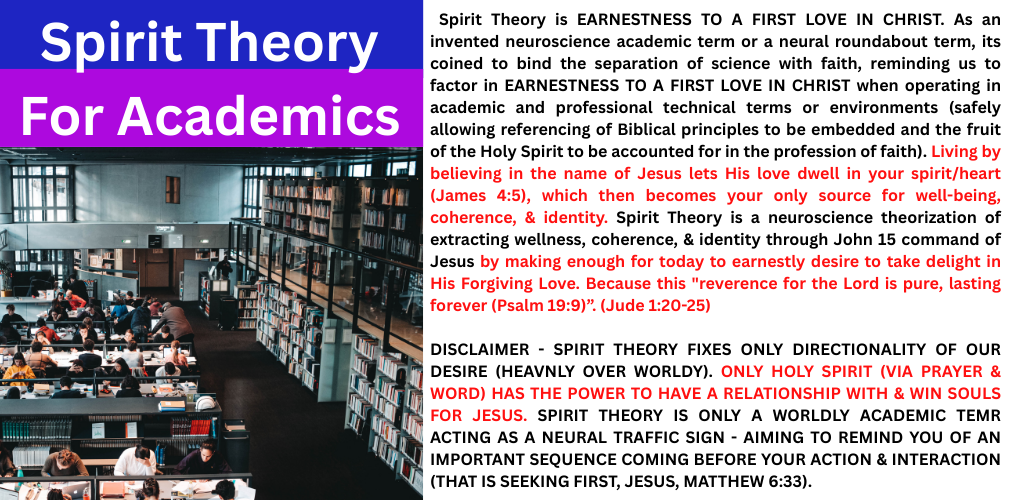 Spirit Theory
For Academics
Spirit Theory is EARNESTNESS TO A FIRST LOVE IN CHRIST. As an
invented neuroscience academic term or a neural roundabout term, its
coined to bind the separation of science with faith, reminding us to
factor in EARNESTNESS TO A FIRST LOVE IN CHRIST when operating in
academic and professional technical terms or environments (safely
allowing referencing of Biblical principles to be embedded and the fruit
of the Holy Spirit to be accounted for in the profession of faith). Living by
believing in the name of Jesus lets His love dwell in your spirit/heart
(James 4:5), which then becomes your only source for well-being,
coherence, & identity. Spirit Theory is a neuroscience theorization of
extracting wellness, coherence, & identity through John 15 command of
Jesus by making enough for today to earnestly desire to take delight in
His Forgiving Love. Because this "reverence for the Lord is pure, lasting
forever (Psalm 19:9)”. (Jude 1:20-25)
DISCLAIMER - SPIRIT THEORY FIXES ONLY DIRECTIONALITY OF OUR
DESIRE (HEAVNLY OVER WORLDY). ONLY HOLY SPIRIT (VIA PRAYER &
WORD) HAS THE POWER TO HAVE A RELATIONSHIP WITH & WIN SOULS
FOR JESUS. SPIRIT THEORY IS ONLY A WORLDLY ACADEMIC TEMR
ACTING AS A NEURAL TRAFFIC SIGN - AIMING TO REMIND YOU OF AN
IMPORTANT SEQUENCE COMING BEFORE YOUR ACTION & INTERACTION
(THAT IS SEEKING FIRST, JESUS, MATTHEW 6:33).